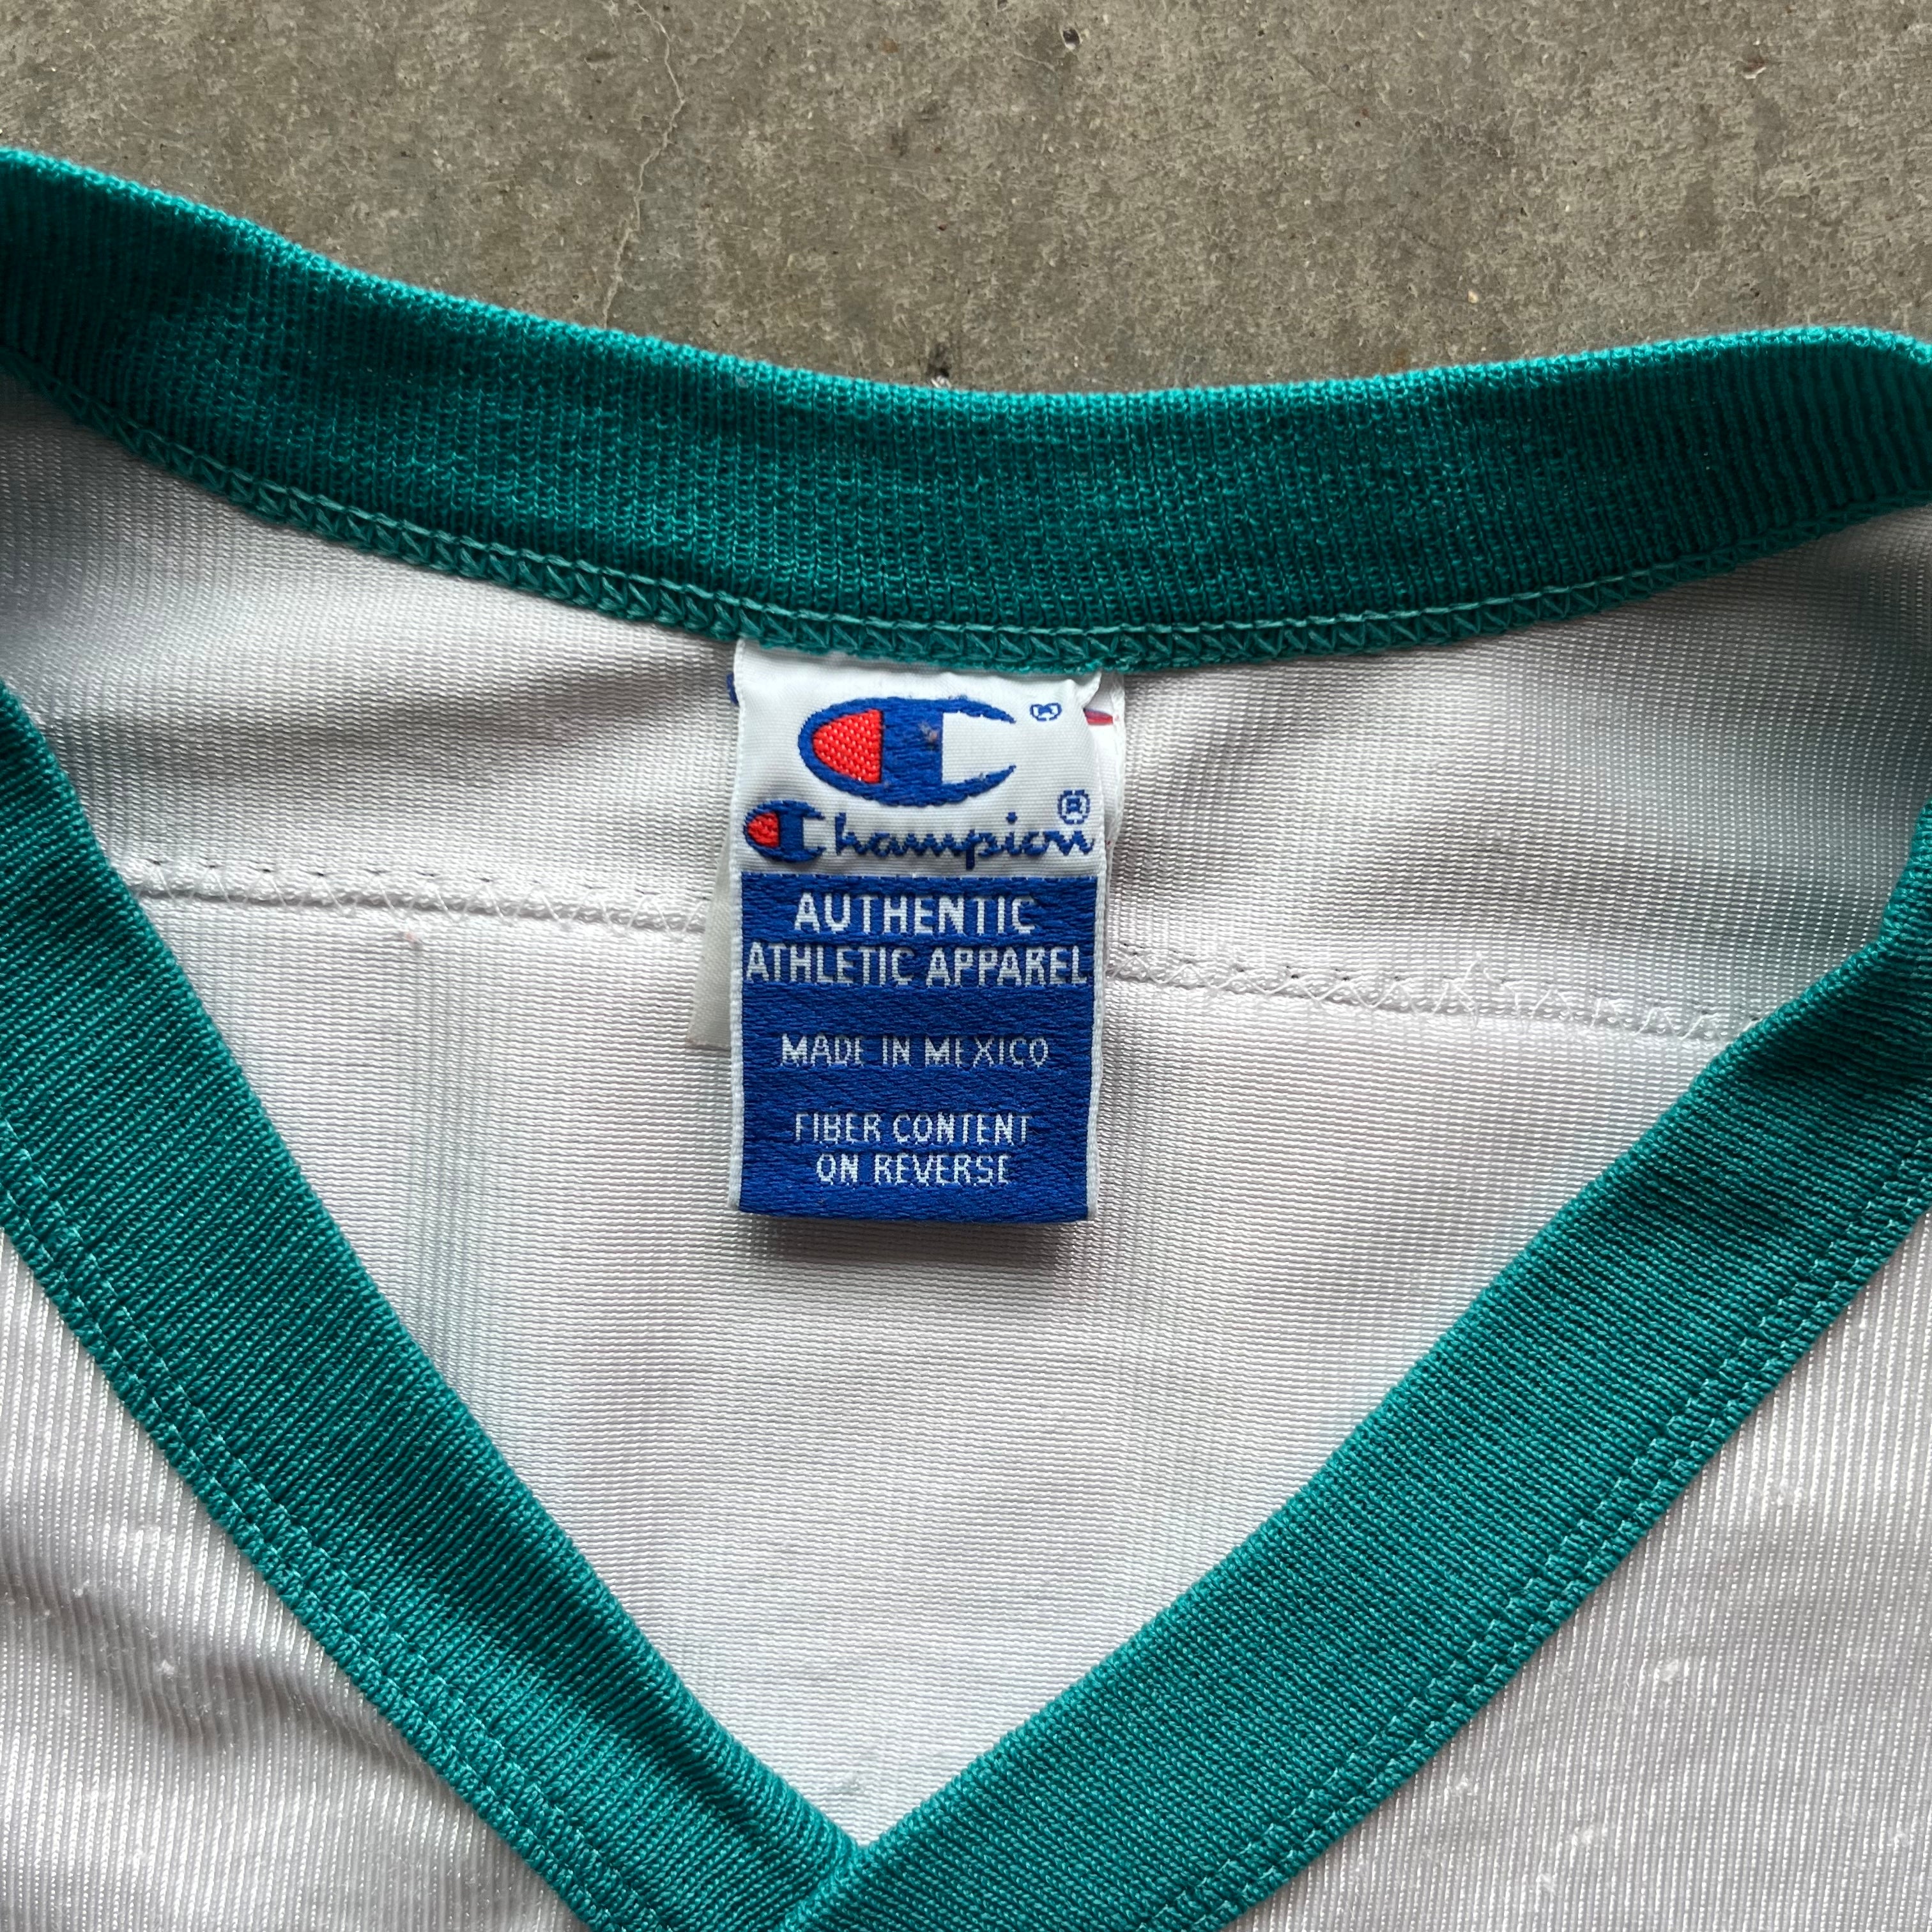 ®
Champion®
AUTHENTIC
ATHLETIC APPAREL
MADE IN MEXICO
FIBER CONTENT
ON REVERSE